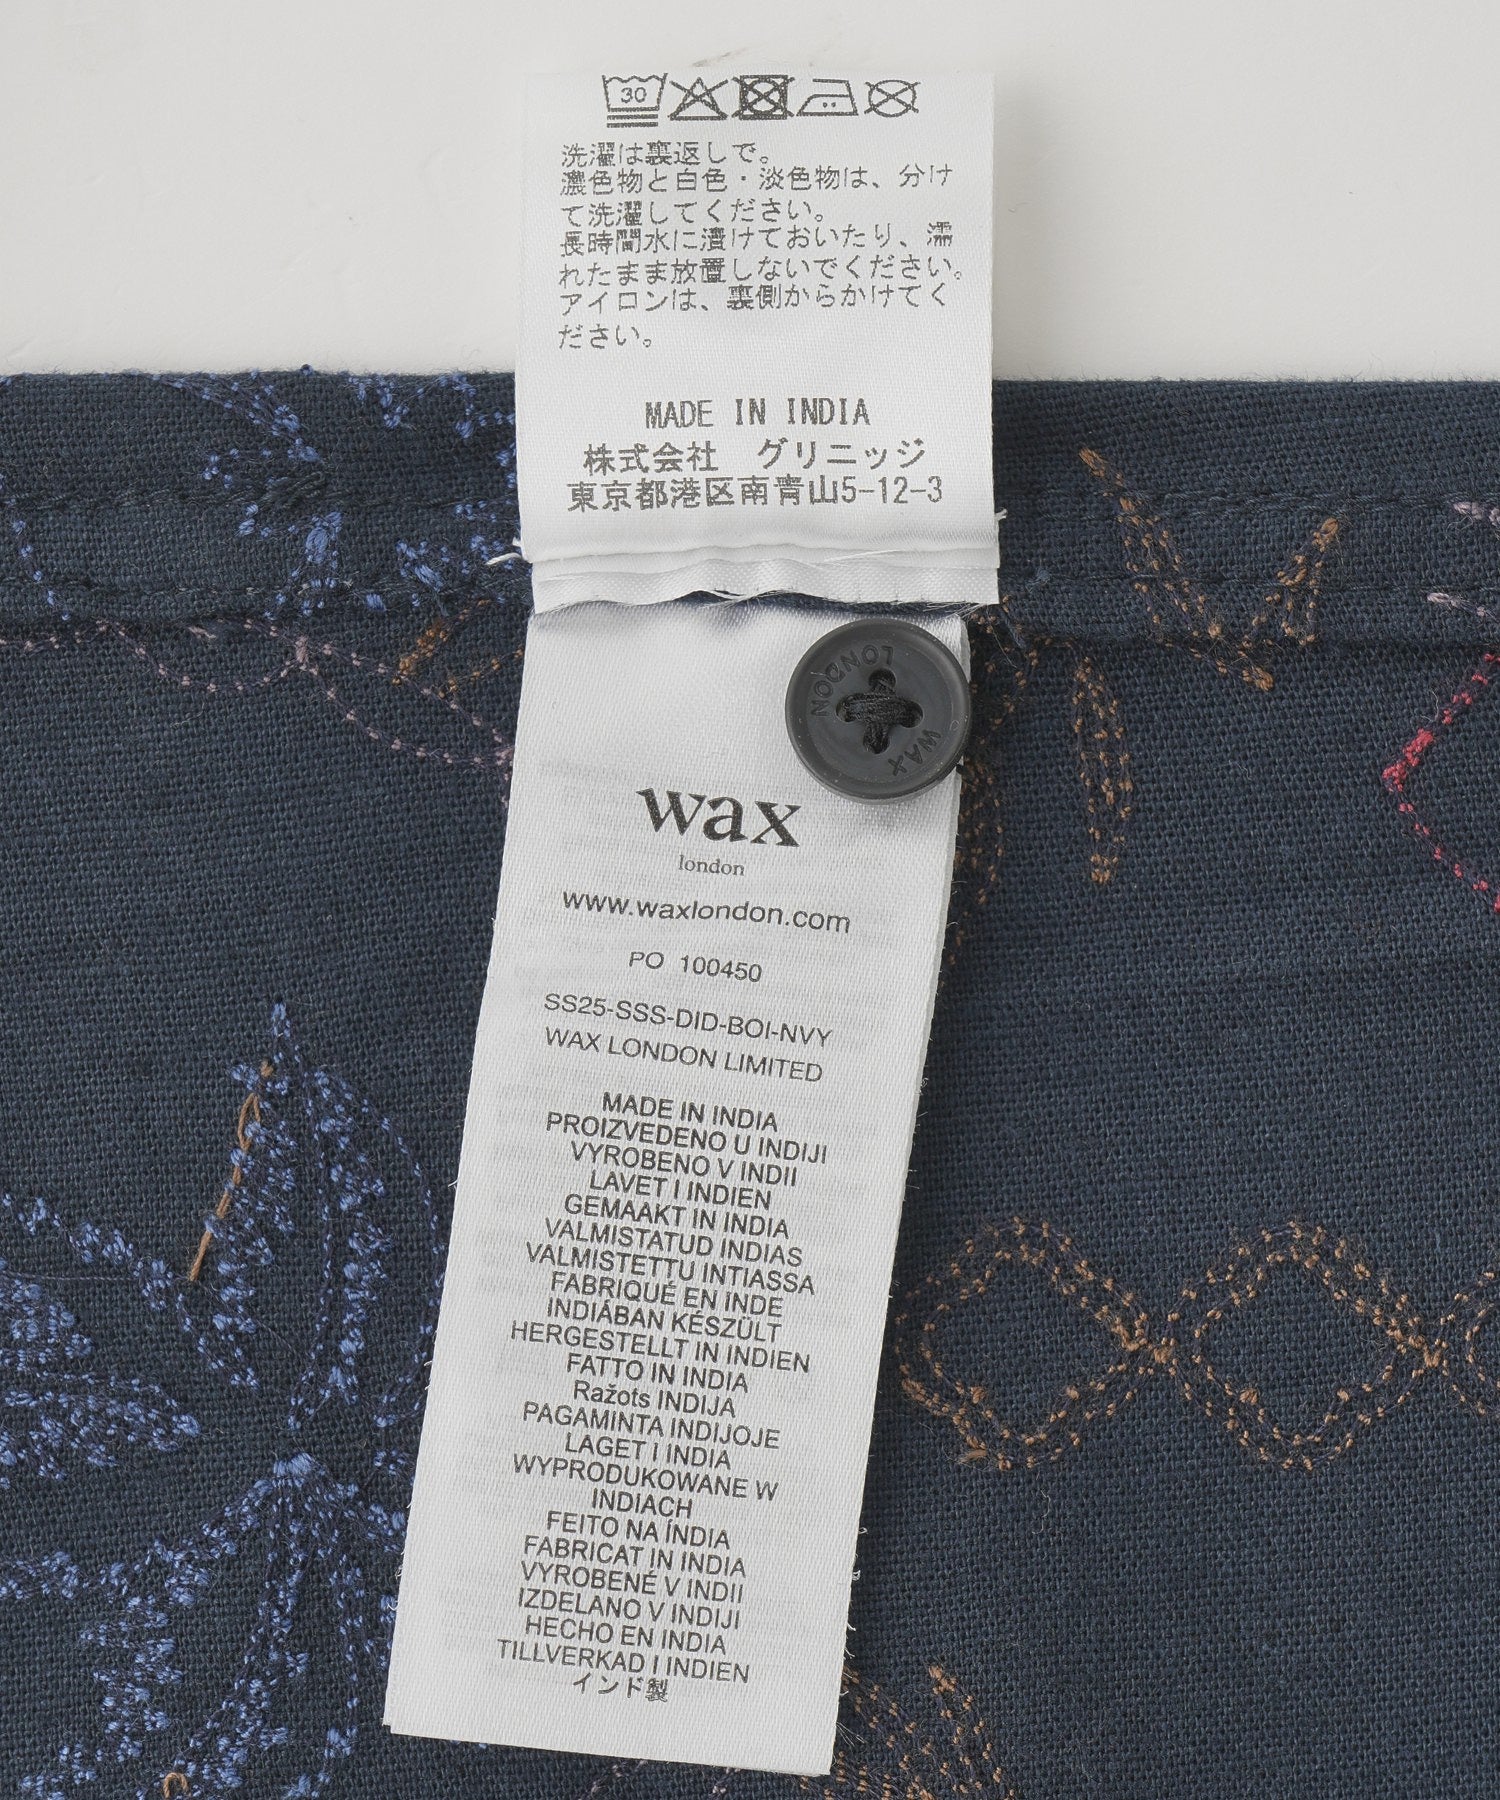 30
洗濯は裏返しで。
濃色物と白色・淡色物は、分け
て洗濯してください。
長時間水に漬けておいたり、濡
れたまま放置しないでください。
アイロンは、裏側からかけてく
ださい。
MADE IN INDIA
株式会社 グリニッジ
東京都港区南青山5-12-3
LONDON
WAX
wax
london
www.waxlondon.com
PO 100450
SS25-SSS-DID-BOI-NVY
WAX LONDON LIMITED
MADE IN INDIA
PROIZVEDENO U INDIJI
VYROBENO V INDII
LAVET I INDIEN
GEMAAKT IN INDIA
VALMISTATUD INDIAS
VALMISTETTU INTIASSA
FABRIQUÉ EN INDE
INDIÁBAN KÉSZÜLT
HERGESTELLT IN INDIEN
FATTO IN INDIA
Ražots INDIJA
PAGAMINTA INDIJOJE
LAGET I INDIA
WYPRODUKOWANE W
INDIACH
FEITO NA ÍNDIA
FABRICAT IN INDIA
VYROBENÉ V INDII
IZDELANO V INDIJI
HECHO EN INDIA
TILLVERKAD I INDIEN
インド製